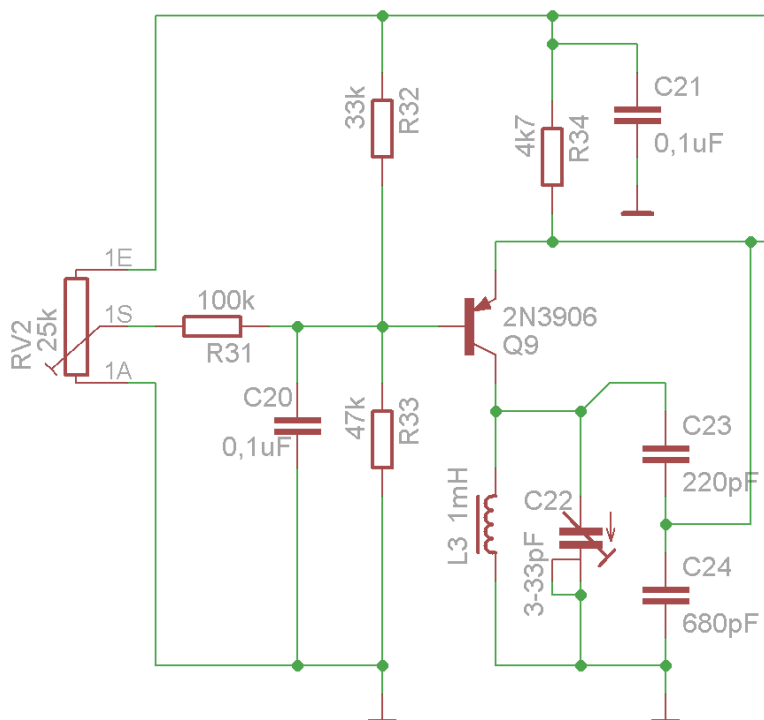 C21
0,1uF
33k
R32
4k7
R34
1E
1S
1A
RV2
25k
100k
R31
2N3906
Q9
C20
0,1uF
47k
R33
C23
220pF
L3 1mH
C22
3-33pF
C24
680pF